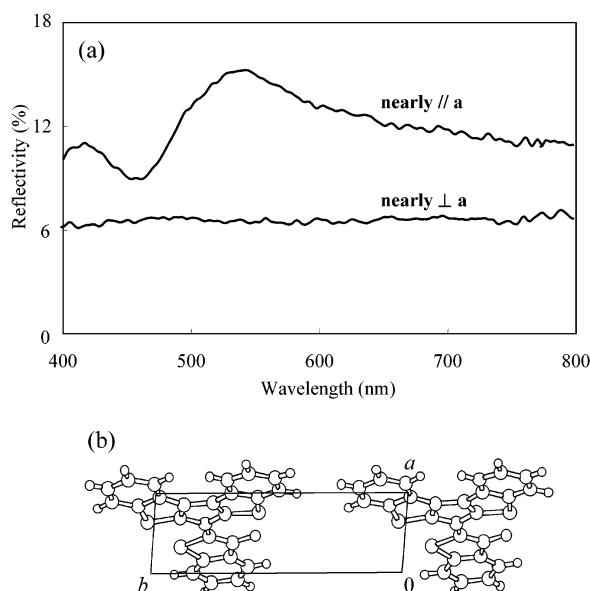 18
(a)
nearly // a
12
Reflectivity (%)
nearly ⊥ a
6
0
400 500 600 700 800
Wavelength (nm)
(b)
a
b 0